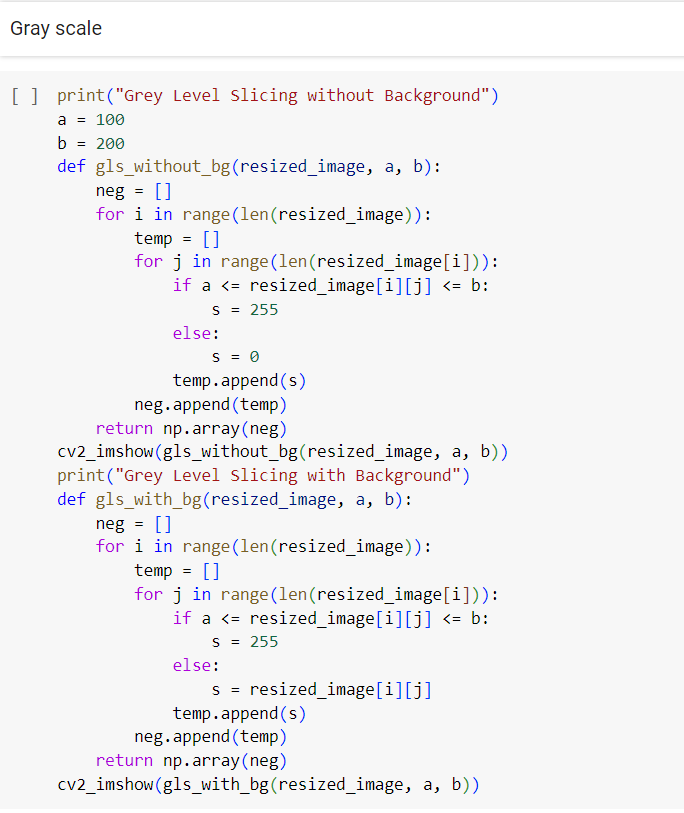 Gray scale
[ ] print("Grey Level Slicing without Background")
a = 100
b = 200
def gls_without_bg(resized_image, a, b):
    neg = []
    for i in range(len(resized_image)):
        temp = []
        for j in range(len(resized_image[i])):
            if a <= resized_image[i][j] <= b:
                s = 255
            else:
                s = 0
            temp.append(s)
        neg.append(temp)
    return np.array(neg)
cv2_imshow(gls_without_bg(resized_image, a, b))
print("Grey Level Slicing with Background")
def gls_with_bg(resized_image, a, b):
    neg = []
    for i in range(len(resized_image)):
        temp = []
        for j in range(len(resized_image[i])):
            if a <= resized_image[i][j] <= b:
                s = 255
            else:
                s = resized_image[i][j]
            temp.append(s)
        neg.append(temp)
    return np.array(neg)
cv2_imshow(gls_with_bg(resized_image, a, b))